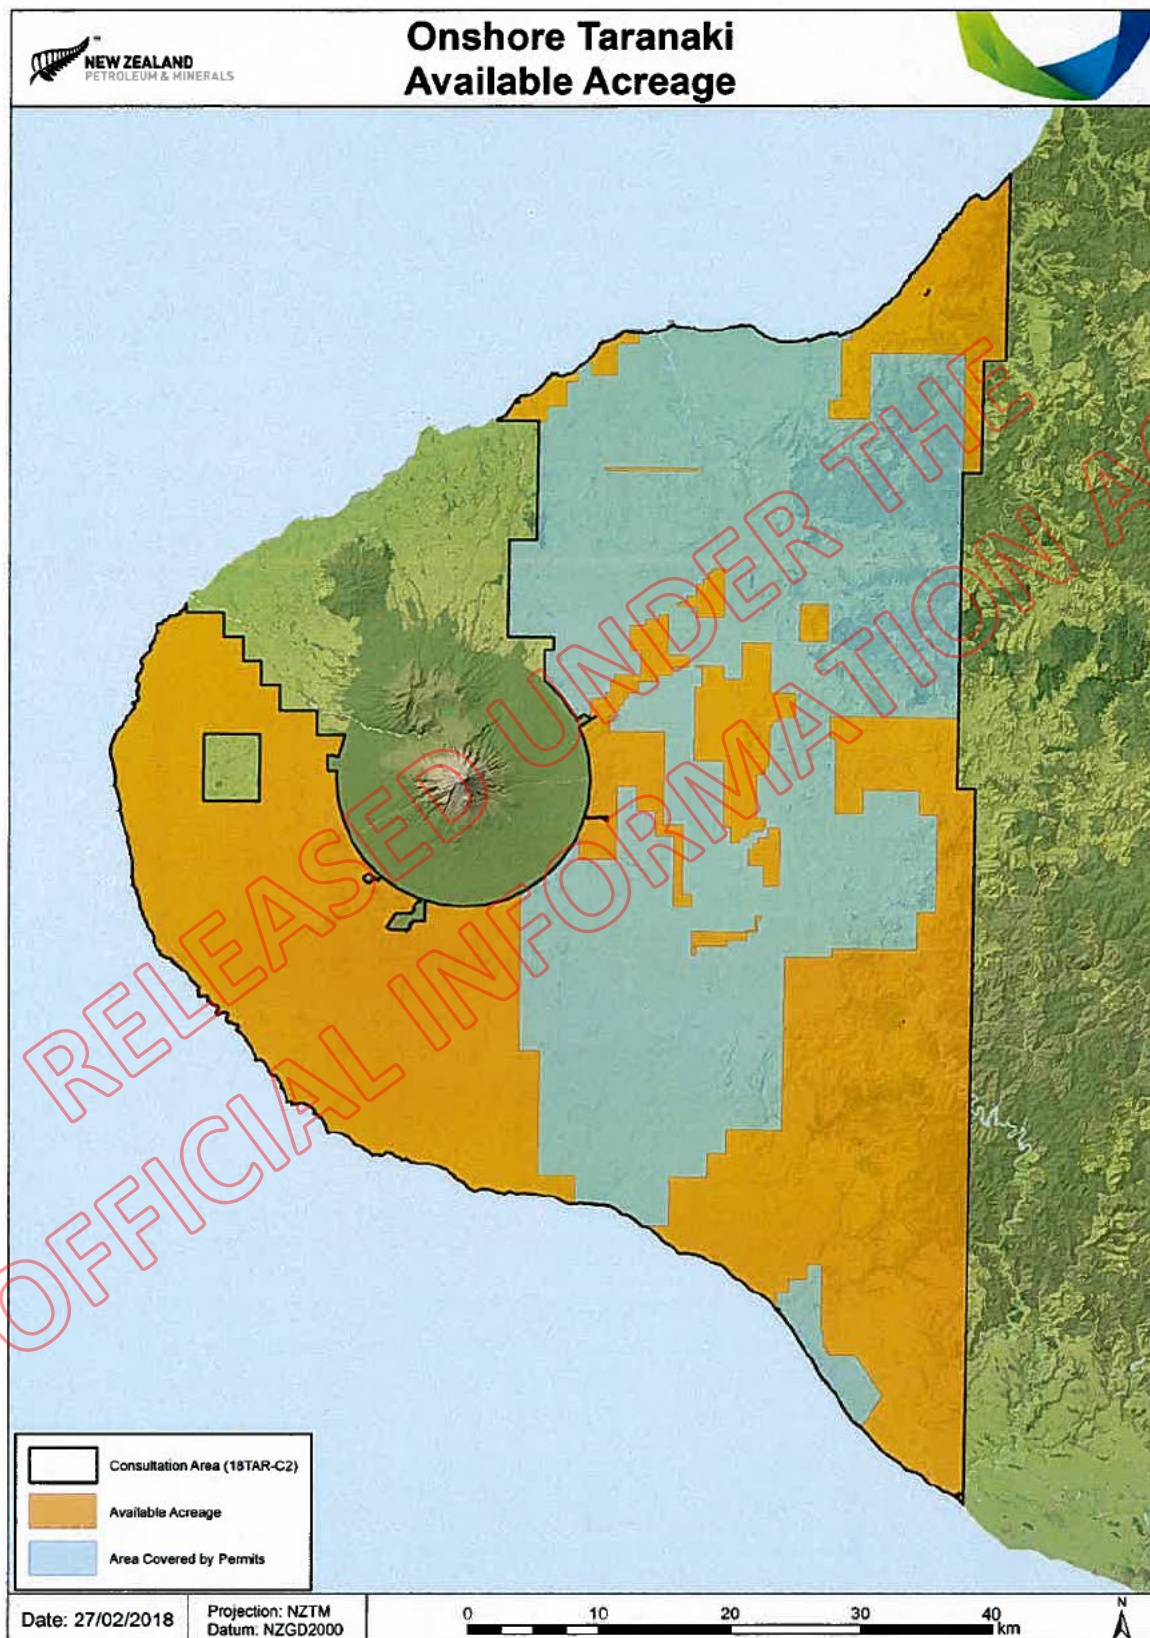 Onshore Taranaki
Available Acreage
NEW ZEALAND
PETROLEUM & MINERALS
RELEASED UNDER THE
OFFICIAL INFORMATION AC
Consultation Area (18TAR-C2)
Available Acreage
Area Covered by Permits
Date: 27/02/2018
Projection: NZTM
Datum: NZGD2000
0 10 20 30 40
km
N